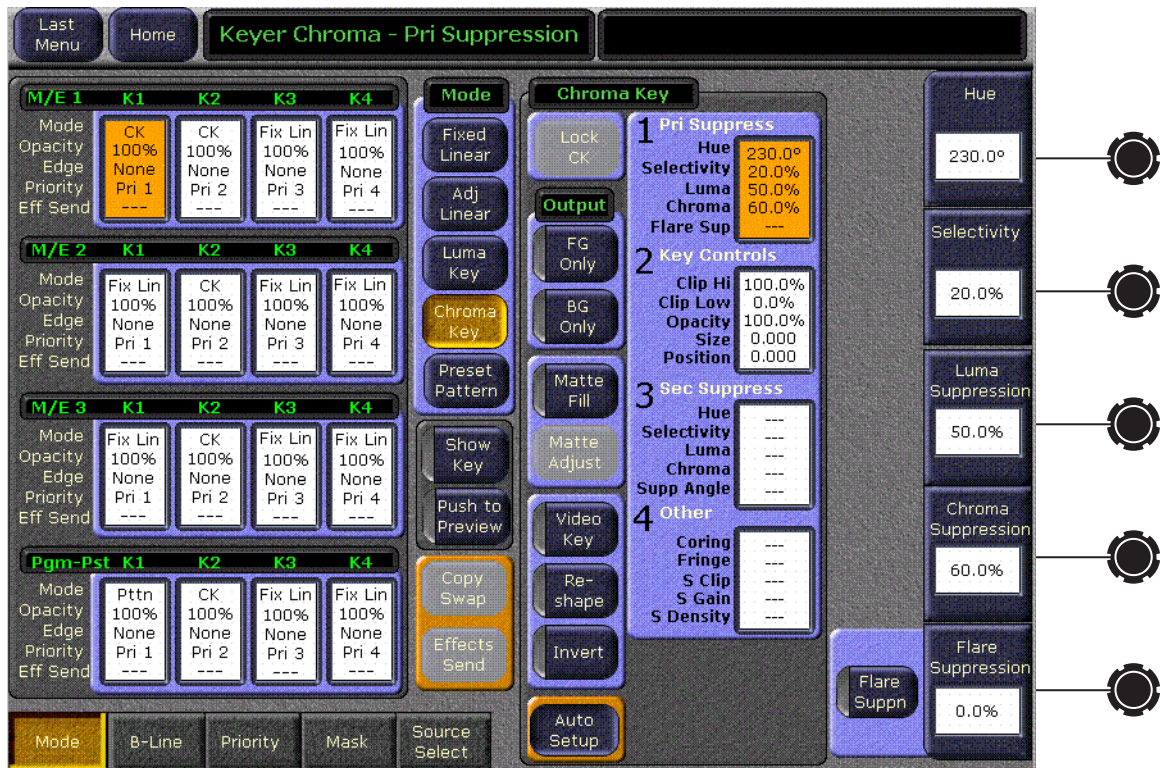 Last
Menu
Home
Keyer Chroma - Pri Suppression
M/E 1 K1 K2 K3 K4
Mode CK CK Fix Lin Fix Lin
Opacity 100% 100% 100% 100%
Edge None None None None
Priority Pri 1 Pri 2 Pri 3 Pri 4
Eff Send --- --- --- ---
M/E 2 K1 K2 K3 K4
Mode Fix Lin CK Fix Lin Fix Lin
Opacity 100% 100% 100% 100%
Edge None None None None
Priority Pri 1 Pri 2 Pri 3 Pri 4
Eff Send --- --- --- ---
M/E 3 K1 K2 K3 K4
Mode Fix Lin CK Fix Lin Fix Lin
Opacity 100% 100% 100% 100%
Edge None None None None
Priority Pri 1 Pri 2 Pri 3 Pri 4
Eff Send --- --- --- ---
Pgm-Pst K1 K2 K3 K4
Mode Pttn CK Fix Lin Fix Lin
Opacity 100% 100% 100% 100%
Edge None None None None
Priority Pri 1 Pri 2 Pri 3 Pri 4
Eff Send --- --- --- ---
Mode
Fixed
Linear
Adj
Linear
Luma
Key
Chroma
Key
Preset
Pattern
Show
Key
Push to
Preview
Copy
Swap
Effects
Send
Chroma Key
Lock
CK
Output
FG
Only
BG
Only
Matte
Fill
Matte
Adjust
Video
Key
Re-
shape
Invert
Auto
Setup
1 Pri Suppress
Hue 230.0°
Selectivity 20.0%
Luma 50.0%
Chroma 60.0%
Flare Sup ---
2 Key Controls
Clip Hi 100.0%
Clip Low 0.0%
Opacity 100.0%
Size 0.000
Position 0.000
3 Sec Suppress
Hue ---
Selectivity ---
Luma ---
Chroma ---
Supp Angle ---
4 Other
Coring ---
Fringe ---
S Clip ---
S Gain ---
S Density ---
Flare
Suppn
Hue
230.0°
Selectivity
20.0%
Luma
Suppression
50.0%
Chroma
Suppression
60.0%
Flare
Suppression
0.0%
Mode
B-Line
Priority
Mask
Source
Select